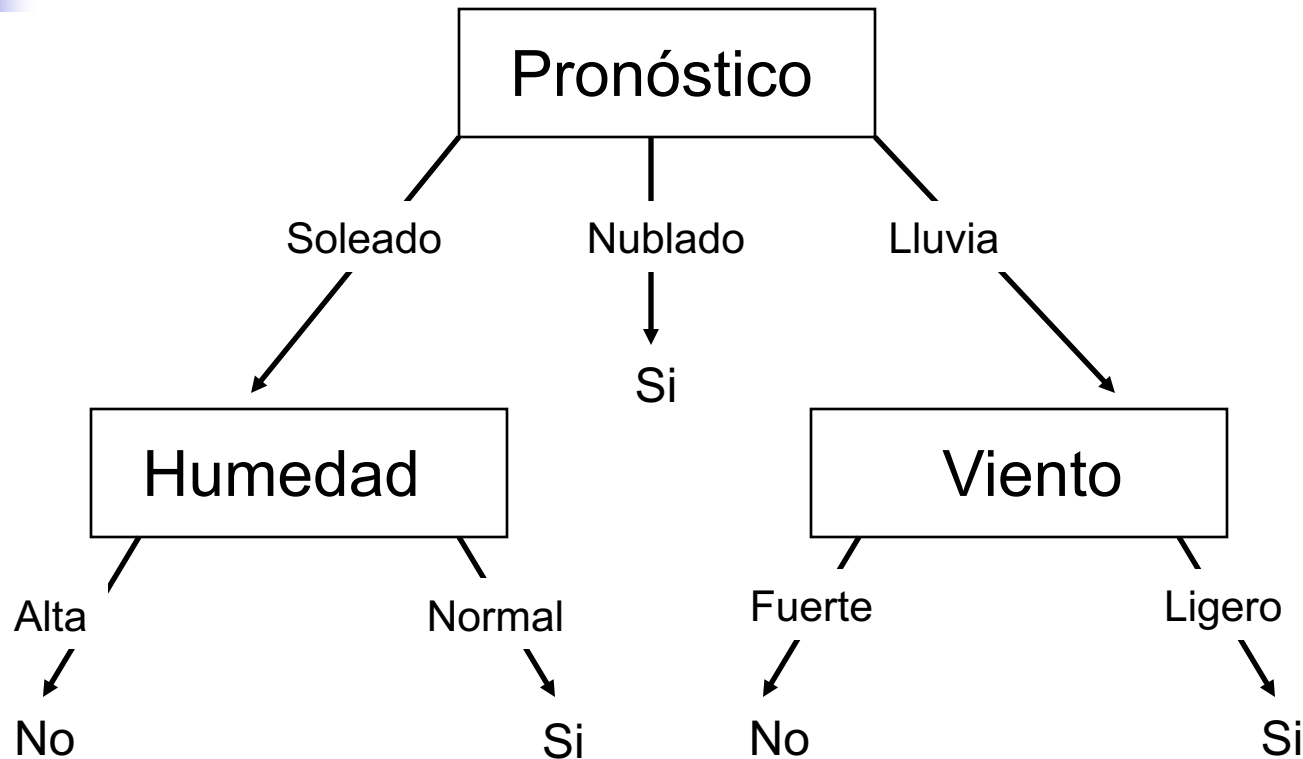 Pronóstico
Soleado Nublado Lluvia
Si
Humedad Viento
Alta Normal Fuerte Ligero
No Si No Si